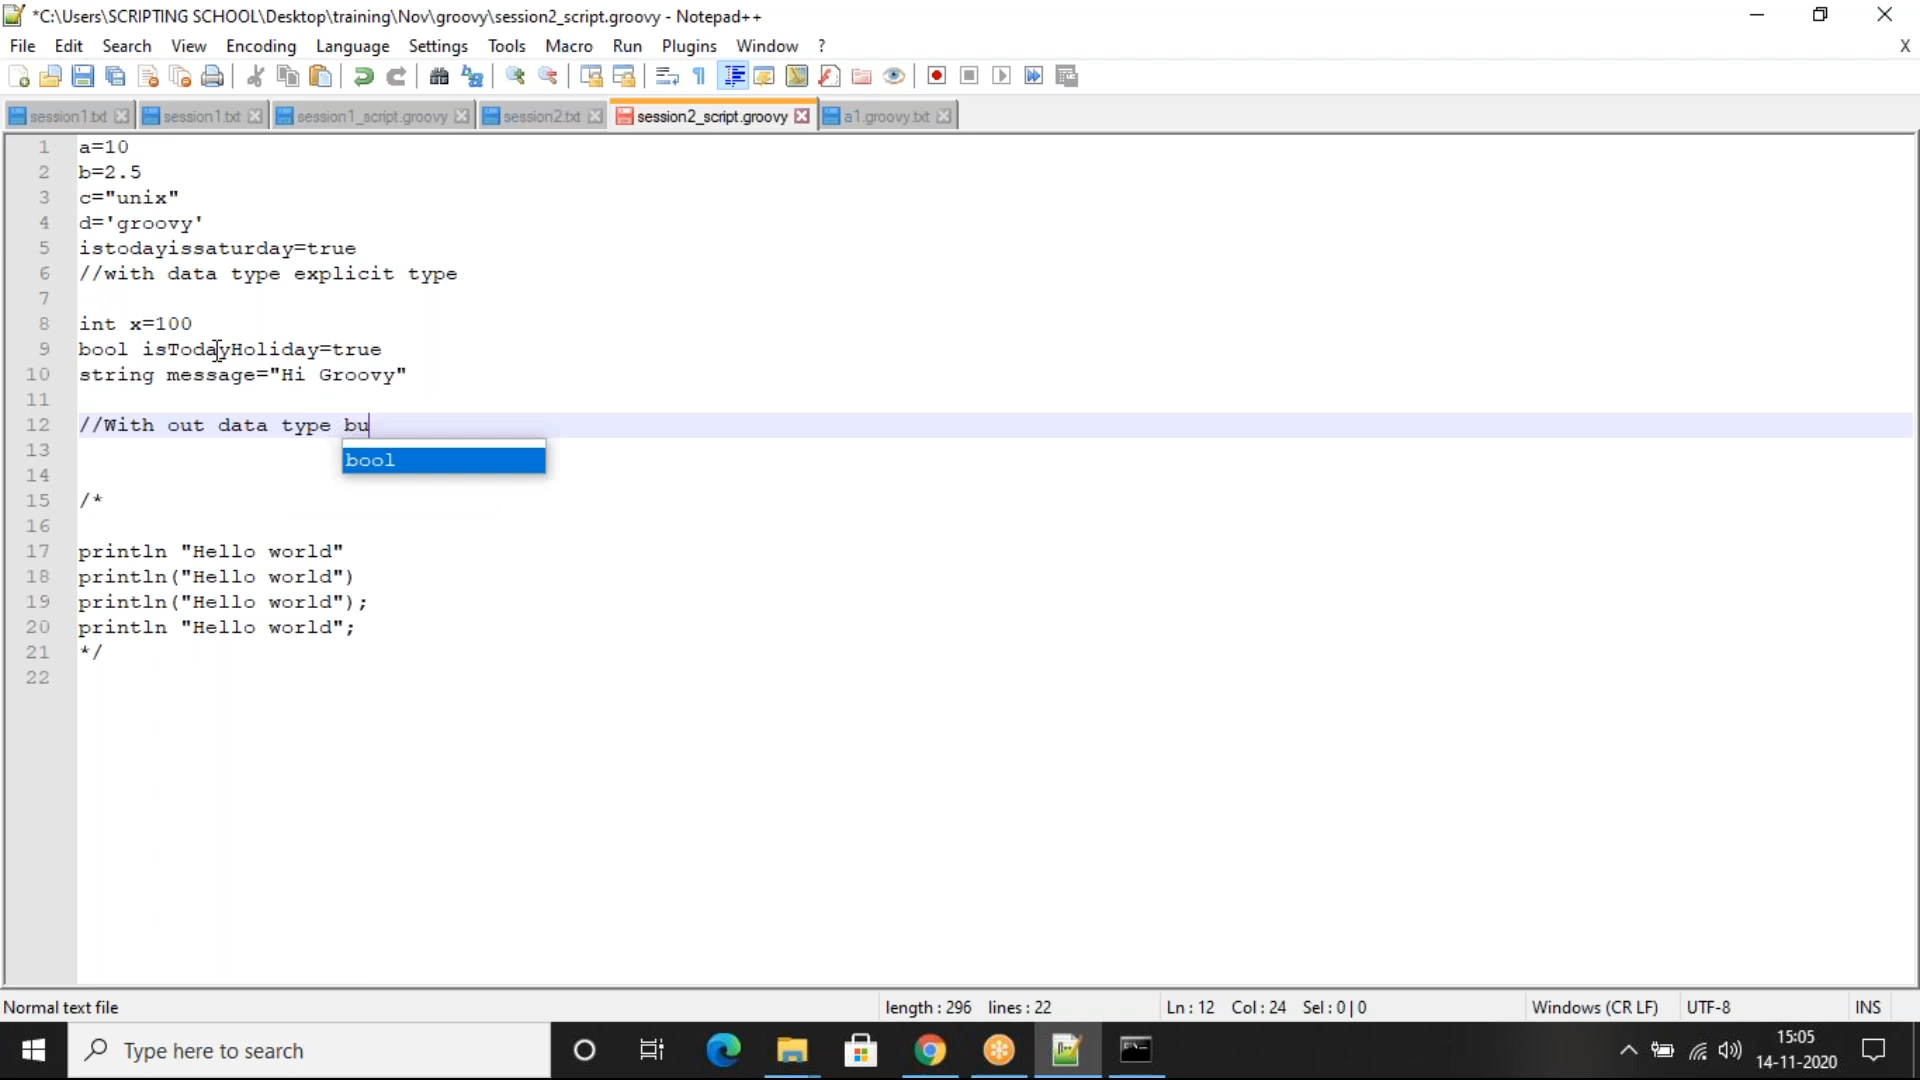 *C:\Users\SCRIPTING SCHOOL\Desktop\training\Nov\groovy\session2_script.groovy - Notepad++
File Edit Search View Encoding Language Settings Tools Macro Run Plugins Window ? X
session1.txt session1.txt session1_script.groovy session2.txt session2_script.groovy a1.groovy.txt
1 a=10
2 b=2.5
3 c="unix"
4 d='groovy'
5 istodayissaturday=true
6 //with data type explicit type
7
8 int x=100
9 bool isTodayHoliday=true
10 string message="Hi Groovy"
11
12 //With out data type bu
13
bool
14
15 /*
16
17 println "Hello world"
18 println("Hello world")
19 println("Hello world");
20 println "Hello world";
21 */
22
Normal text file length : 296 lines : 22 Ln : 12 Col : 24 Sel : 0 | 0 Windows (CR LF) UTF-8 INS
Type here to search
15:05
14-11-2020